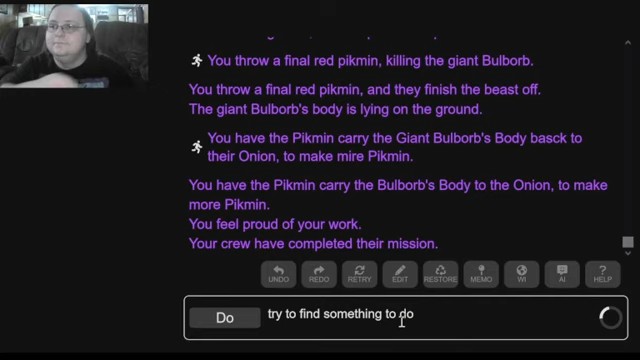 You throw a final red pikmin, killing the giant Bulborb.
You throw a final red pikmin, and they finish the beast off.
The giant Bulborb's body is lying on the ground.
You have the Pikmin carry the Giant Bulborb's Body basck to
their Onion, to make mire Pikmin.
You have the Pikmin carry the Bulborb's Body to the Onion, to make
more Pikmin.
You feel proud of your work.
Your crew have completed their mission.
UNDO REDO RETRY EDIT RESTORE MEMO WI AI HELP
Do try to find something to do